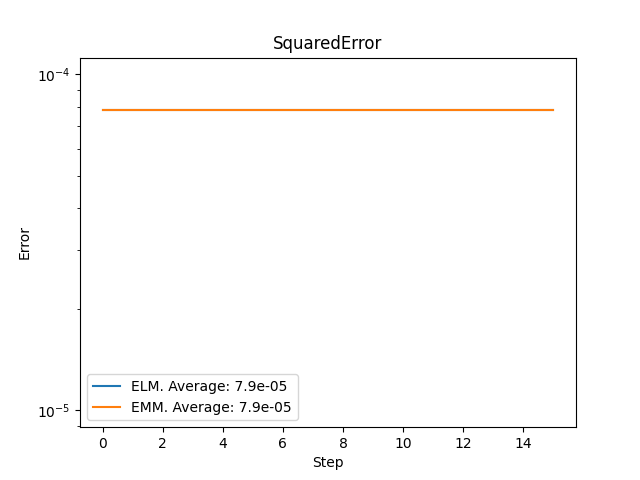 SquaredError
10⁻⁴
Error
10⁻⁵
ELM. Average: 7.9e-05
EMM. Average: 7.9e-05
0 2 4 6 8 10 12 14
Step